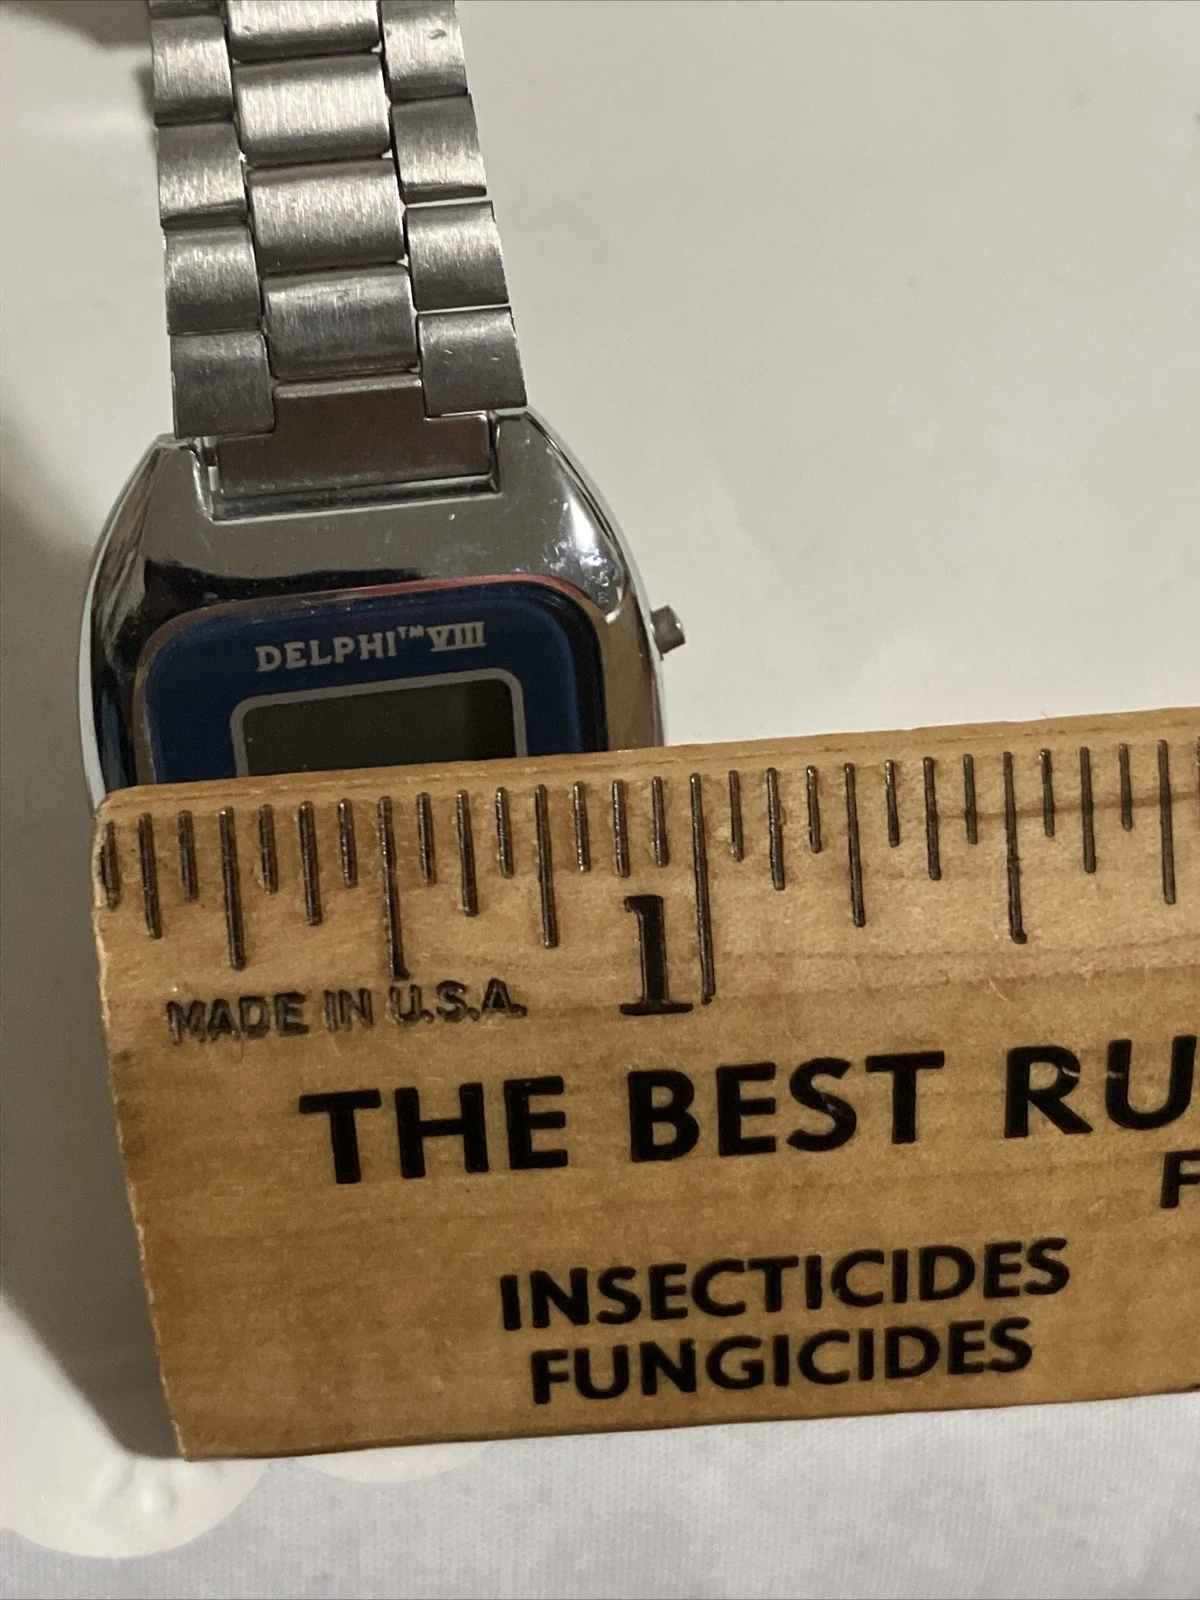 DELPHI™ VIII
1
MADE IN U.S.A.
THE BEST RU
F
INSECTICIDES
FUNGICIDES